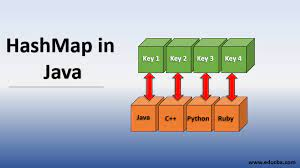 HashMap in
Java
Key 1 Key 2 Key 3 Key 4
Java C++ Python Ruby
www.educba.com